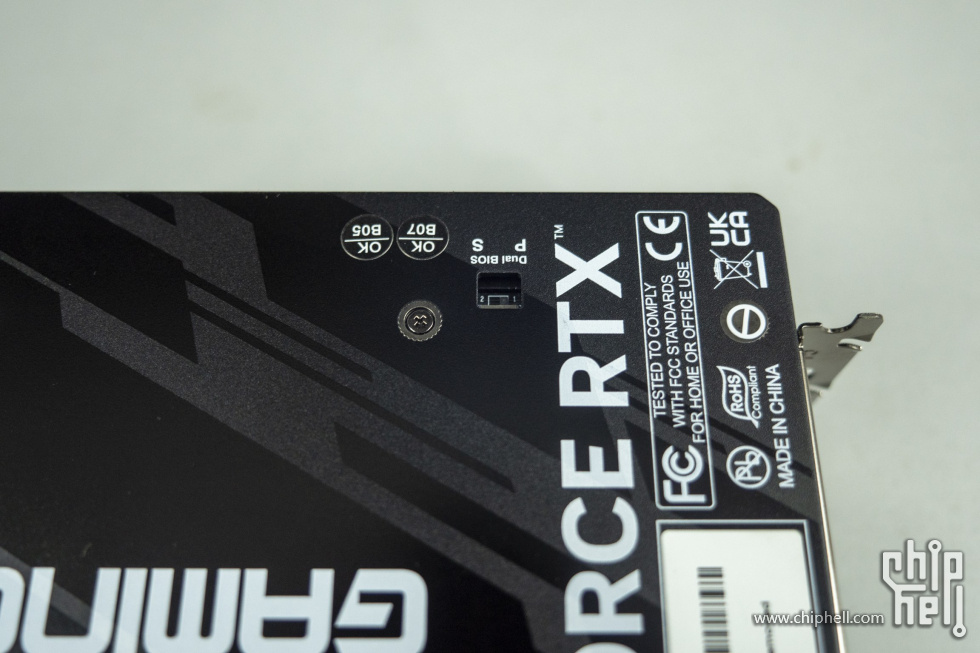 OK
B05
OK
B07
Dual BIOS
P S
2 1
ORCE RTX™
TESTED TO COMPLY
WITH FCC STANDARDS
FOR HOME OR OFFICE USE
FC
CE
UK
CA
RoHS
Compliant
Pb
MADE IN CHINA
GAMING
www.chiphell.com
chip
hell